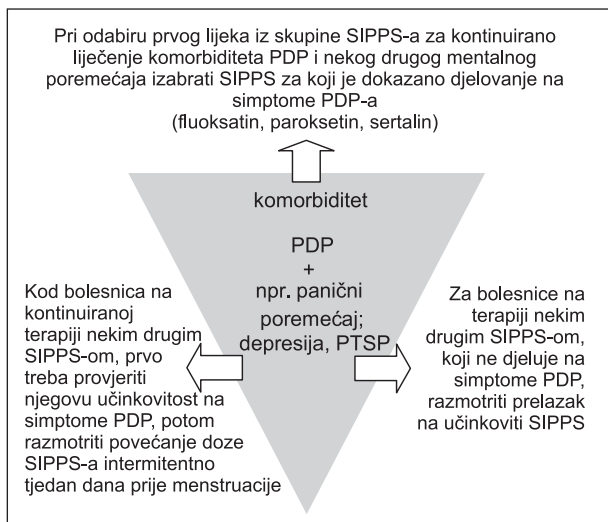 Pri odabiru prvog lijeka iz skupine SIPPS-a za kontinuirano
liječenje komorbiditeta PDP i nekog drugog mentalnog
poremećaja izabrati SIPPS za koji je dokazano djelovanje na
simptome PDP-a
(fluoksatin, paroksetin, sertalin)
komorbiditet
PDP
+
npr. panični
poremećaj;
depresija, PTSP
Kod bolesnica na
kontinuiranoj
terapiji nekim drugim
SIPPS-om, prvo
treba provjeriti
njegovu učinkovitost na
simptome PDP, potom
razmotriti povećanje doze
SIPPS-a intermitentno
tjedan dana prije menstruacije
Za bolesnice na
terapiji nekim
drugim SIPPS-om,
koji ne djeluje na
simptome PDP,
razmotriti prelazak
na učinkoviti SIPPS